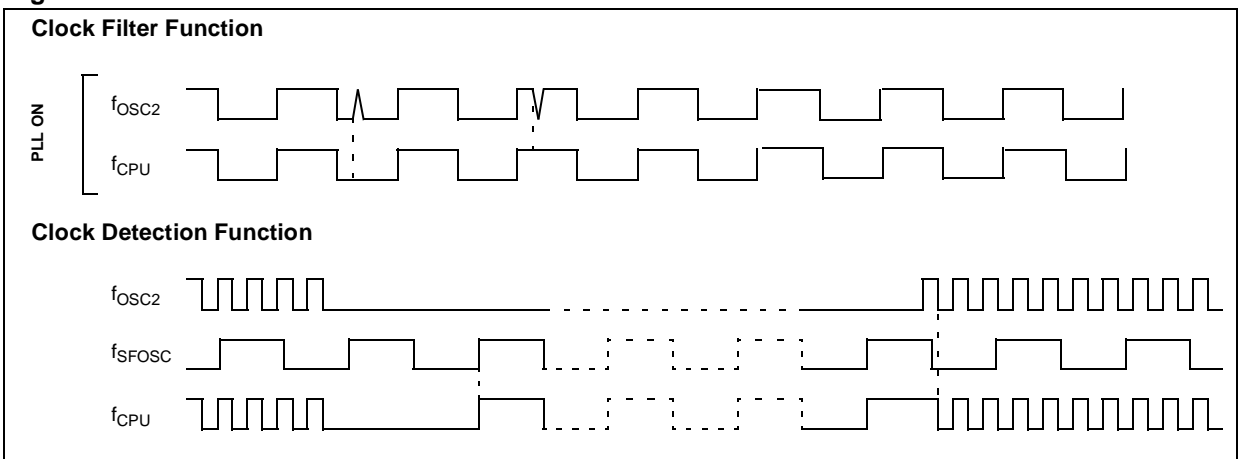 Clock Filter Function
PLL ON
fOSC2
fCPU
Clock Detection Function
fOSC2
fSFOSC
fCPU